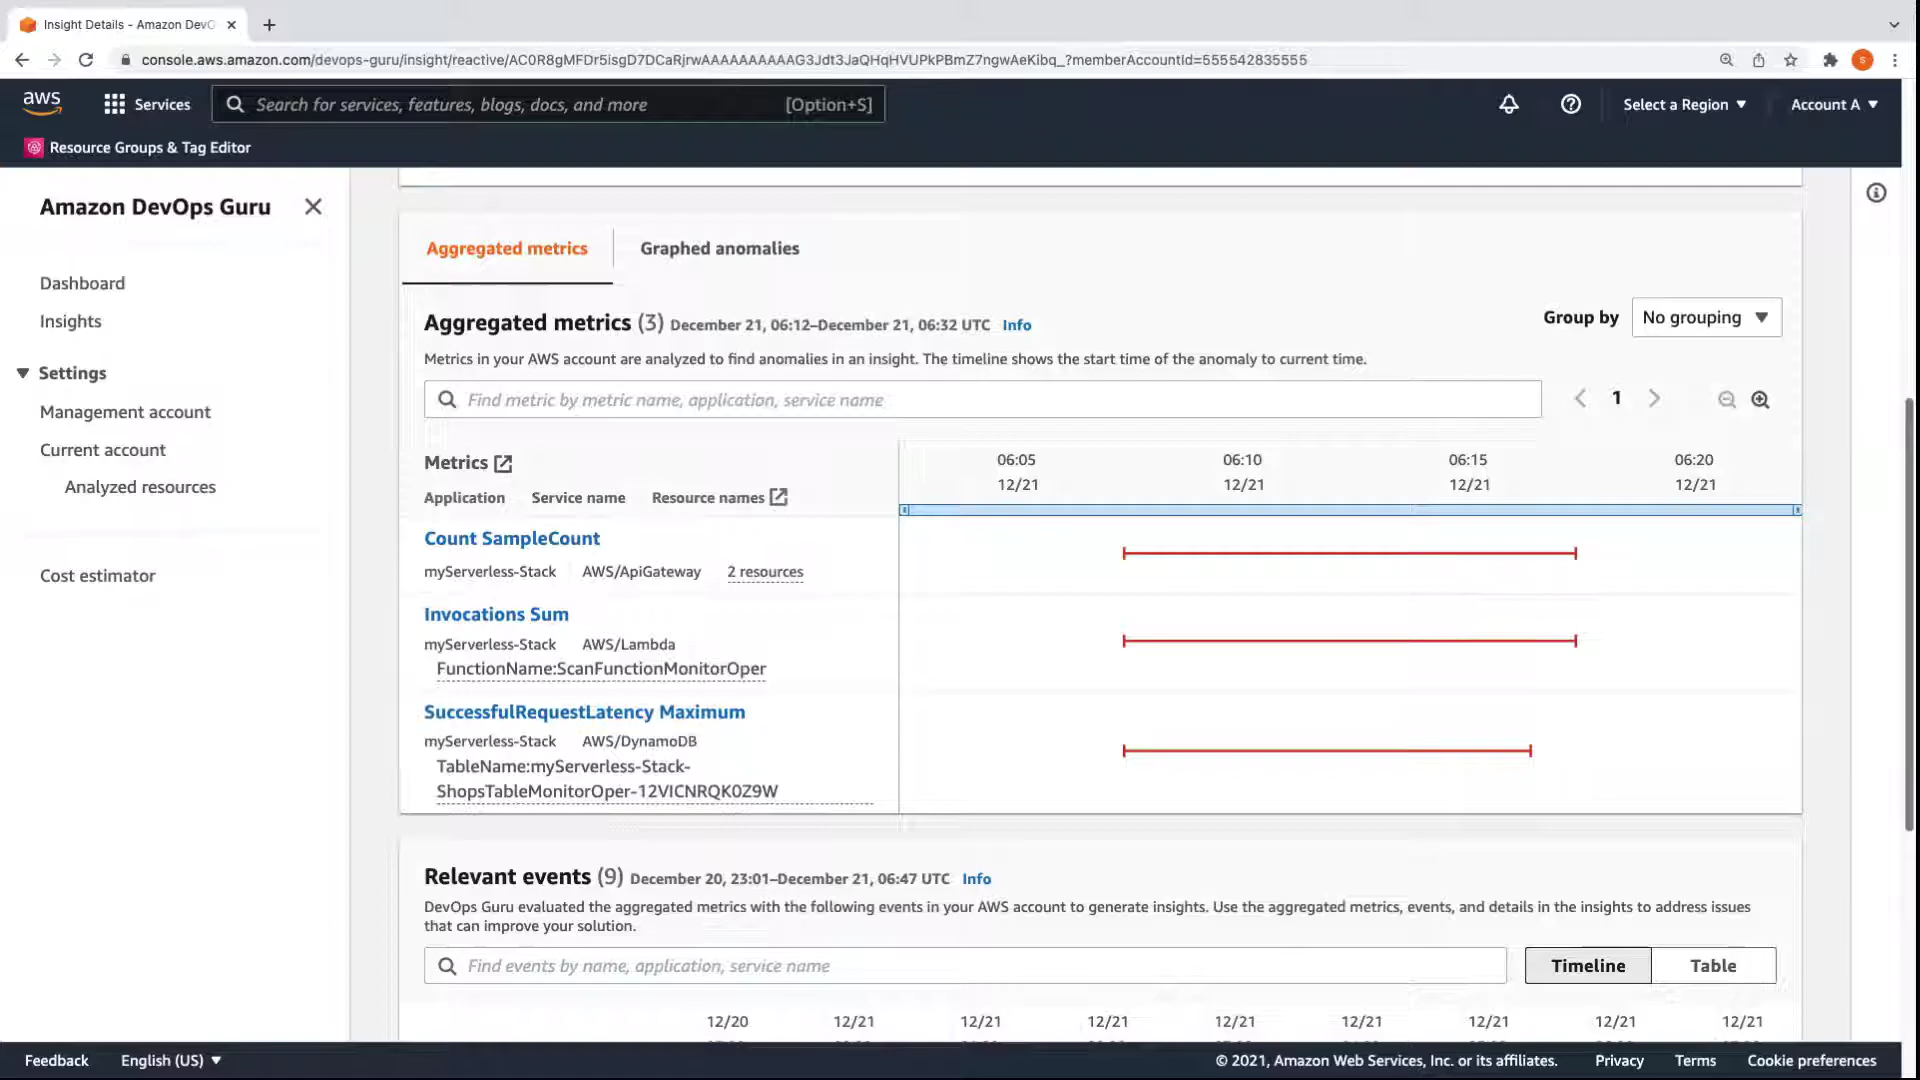 Insight Details - Amazon DevO
console.aws.amazon.com/devops-guru/insight/reactive/AC0R8gMFDr5isgD7DCaRjrwAAAAAAAAAAG3Jdt3JaQHqHVUPkPBmZ7ngwAeKibq_?memberAccountId=555542835555
S
aws
Services
Search for services, features, blogs, docs, and more [Option+S]
Select a Region
Account A
Resource Groups & Tag Editor
Amazon DevOps Guru
Dashboard
Insights
Settings
Management account
Current account
Analyzed resources
Cost estimator
Aggregated metrics
Graphed anomalies
Aggregated metrics (3) December 21, 06:12–December 21, 06:32 UTC Info
Group by No grouping
Metrics in your AWS account are analyzed to find anomalies in an insight. The timeline shows the start time of the anomaly to current time.
Find metric by metric name, application, service name
1
Metrics
Application Service name Resource names
06:05 06:10 06:15 06:20
12/21 12/21 12/21 12/21
Count SampleCount
myServerless-Stack AWS/ApiGateway 2 resources
Invocations Sum
myServerless-Stack AWS/Lambda
FunctionName:ScanFunctionMonitorOper
SuccessfulRequestLatency Maximum
myServerless-Stack AWS/DynamoDB
TableName:myServerless-Stack-
ShopsTableMonitorOper-12VICNRQK0Z9W
Relevant events (9) December 20, 23:01–December 21, 06:47 UTC Info
DevOps Guru evaluated the aggregated metrics with the following events in your AWS account to generate insights. Use the aggregated metrics, events, and details in the insights to address issues
that can improve your solution.
Find events by name, application, service name
Timeline Table
12/20 12/21 12/21 12/21 12/21 12/21 12/21 12/21 12/21
Feedback English (US)
© 2021, Amazon Web Services, Inc. or its affiliates. Privacy Terms Cookie preferences